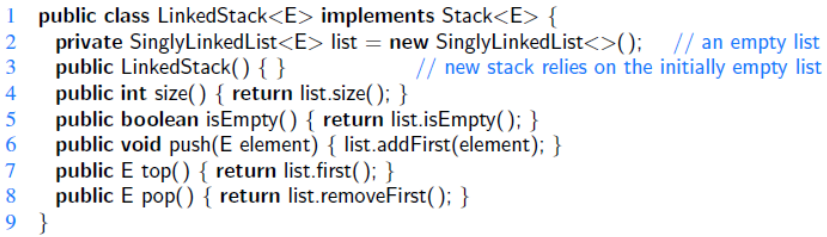 1 public class LinkedStack<E> implements Stack<E> {
2 private SinglyLinkedList<E> list = new SinglyLinkedList<>(); // an empty list
3 public LinkedStack() { } // new stack relies on the initially empty list
4 public int size() { return list.size(); }
5 public boolean isEmpty() { return list.isEmpty(); }
6 public void push(E element) { list.addFirst(element); }
7 public E top() { return list.first(); }
8 public E pop() { return list.removeFirst(); }
9 }